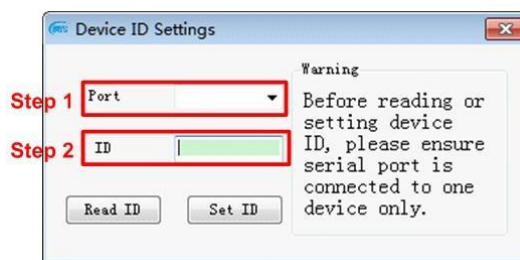 Device ID Settings
Step 1
Port
Step 2
ID
Read ID
Set ID
Warning
Before reading or
setting device
ID, please ensure
serial port is
connected to one
device only.